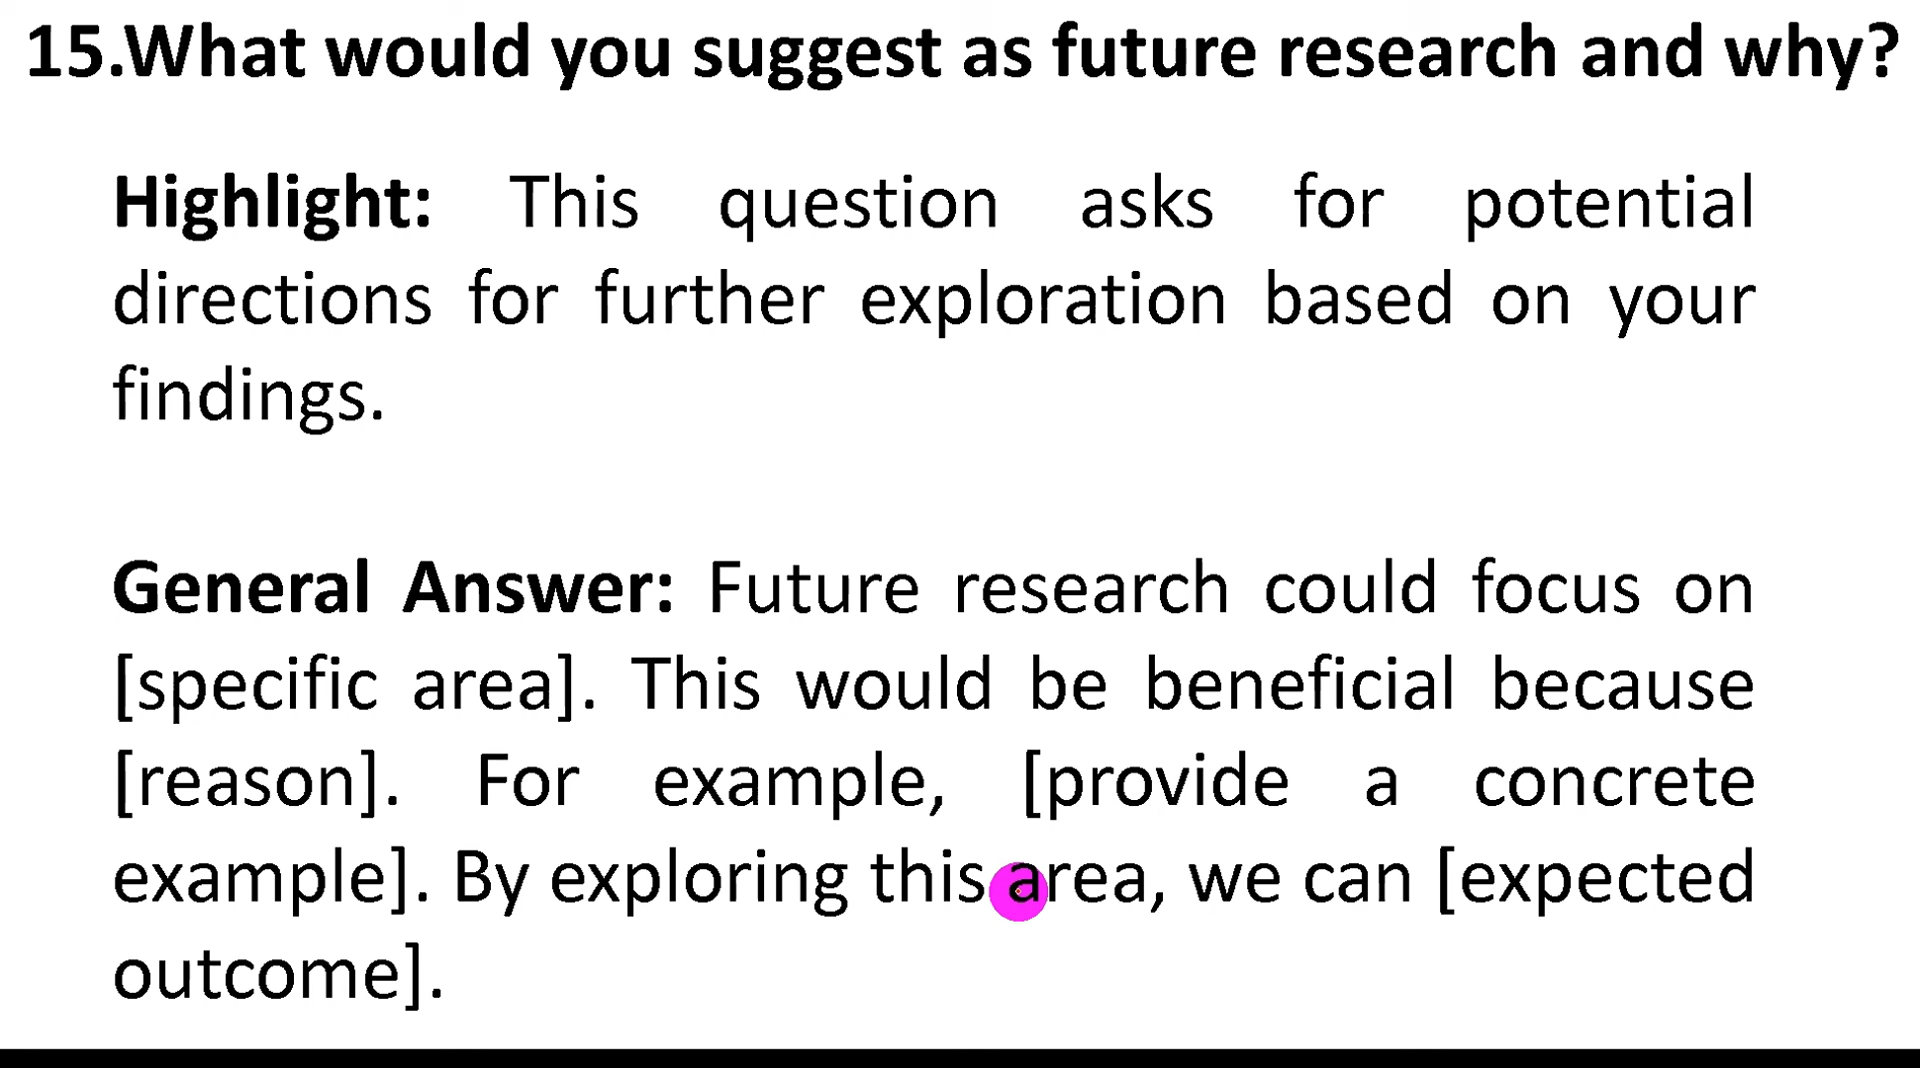 15.What would you suggest as future research and why?
Highlight: This question asks for potential
directions for further exploration based on your
findings.
General Answer: Future research could focus on
[specific area]. This would be beneficial because
[reason]. For example, [provide a concrete
example]. By exploring this area, we can [expected
outcome].